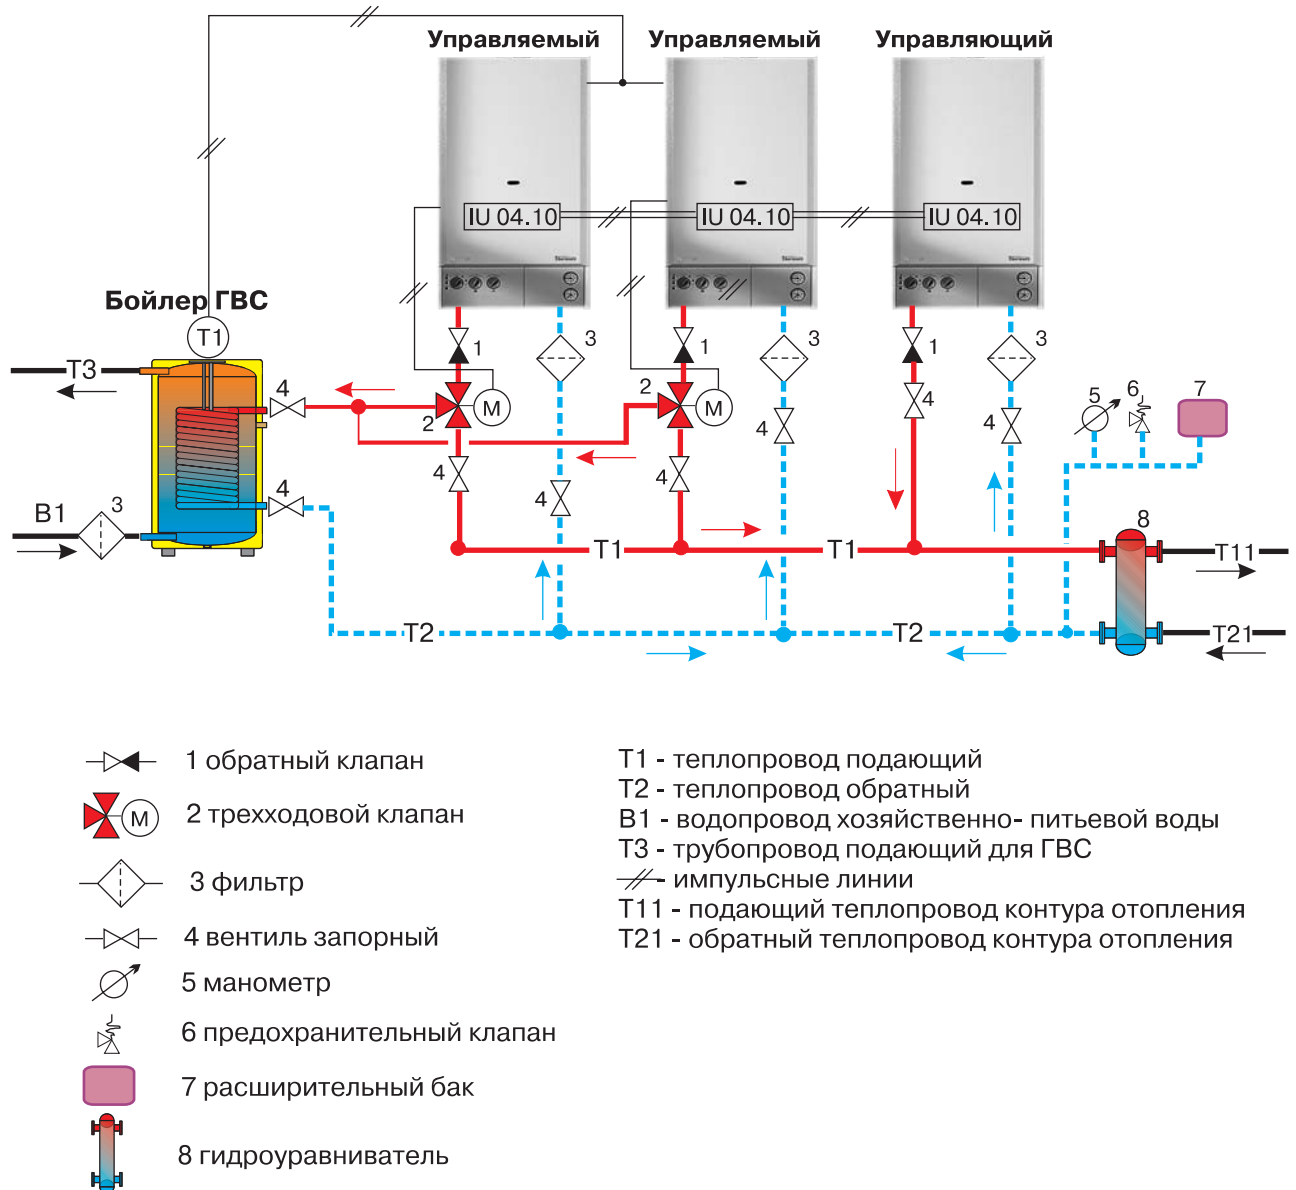 Управляемый
Управляемый
Управляющий
IU 04.10
IU 04.10
IU 04.10
Бойлер ГВС
T1
T3
4
4
B1
3
1
2
M
4
3
4
1
2
M
4
3
4
1
4
3
4
5
6
7
8
T1
T1
T11
T2
T2
T21
1 обратный клапан
2 трехходовой клапан
M
3 фильтр
4 вентиль запорный
5 манометр
6 предохранительный клапан
7 расширительный бак
8 гидроуравниватель
T1 - теплопровод подающий
T2 - теплопровод обратный
B1 - водопровод хозяйственно- питьевой воды
T3 - трубопровод подающий для ГВС
- импульсные линии
T11 - подающий теплопровод контура отопления
T21 - обратный теплопровод контура отопления